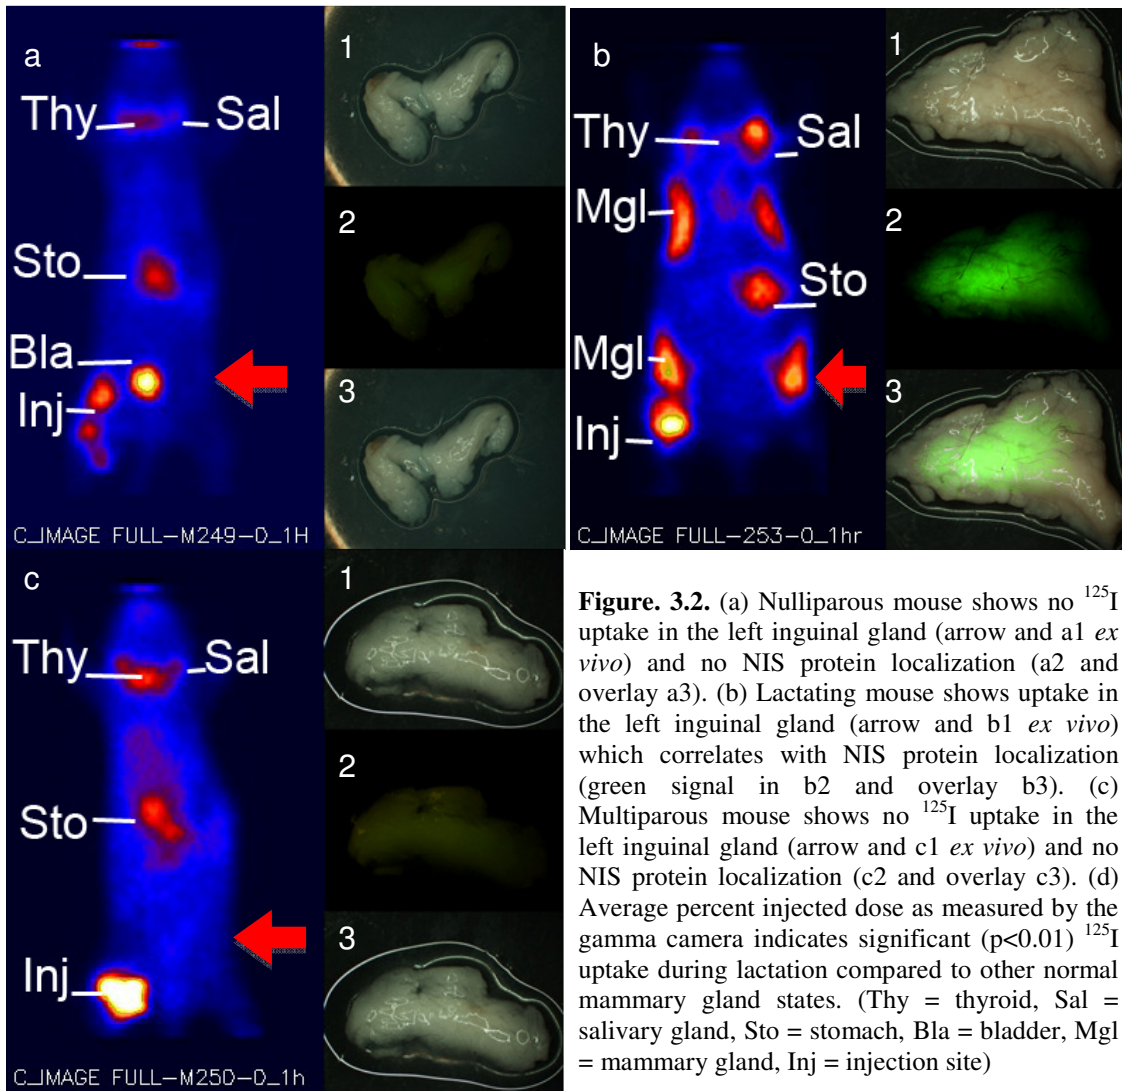 a
Thy Sal
Sto
Bla
Inj
C_IMAGE FULL-M249-0_1H
1
2
3
b
Thy Sal
Mgl
Sto
Mgl
Inj
C_IMAGE FULL-253-0_1hr
1
2
3
c
Thy Sal
Sto
Inj
C_IMAGE FULL-M250-0_1h
1
2
3
Figure. 3.2. (a) Nulliparous mouse shows no ¹²⁵I
uptake in the left inguinal gland (arrow and a1 ex
vivo) and no NIS protein localization (a2 and
overlay a3). (b) Lactating mouse shows uptake in
the left inguinal gland (arrow and b1 ex vivo)
which correlates with NIS protein localization
(green signal in b2 and overlay b3). (c)
Multiparous mouse shows no ¹²⁵I uptake in the
left inguinal gland (arrow and c1 ex vivo) and no
NIS protein localization (c2 and overlay c3). (d)
Average percent injected dose as measured by the
gamma camera indicates significant (p<0.01) ¹²⁵I
uptake during lactation compared to other normal
mammary gland states. (Thy = thyroid, Sal =
salivary gland, Sto = stomach, Bla = bladder, Mgl
= mammary gland, Inj = injection site)